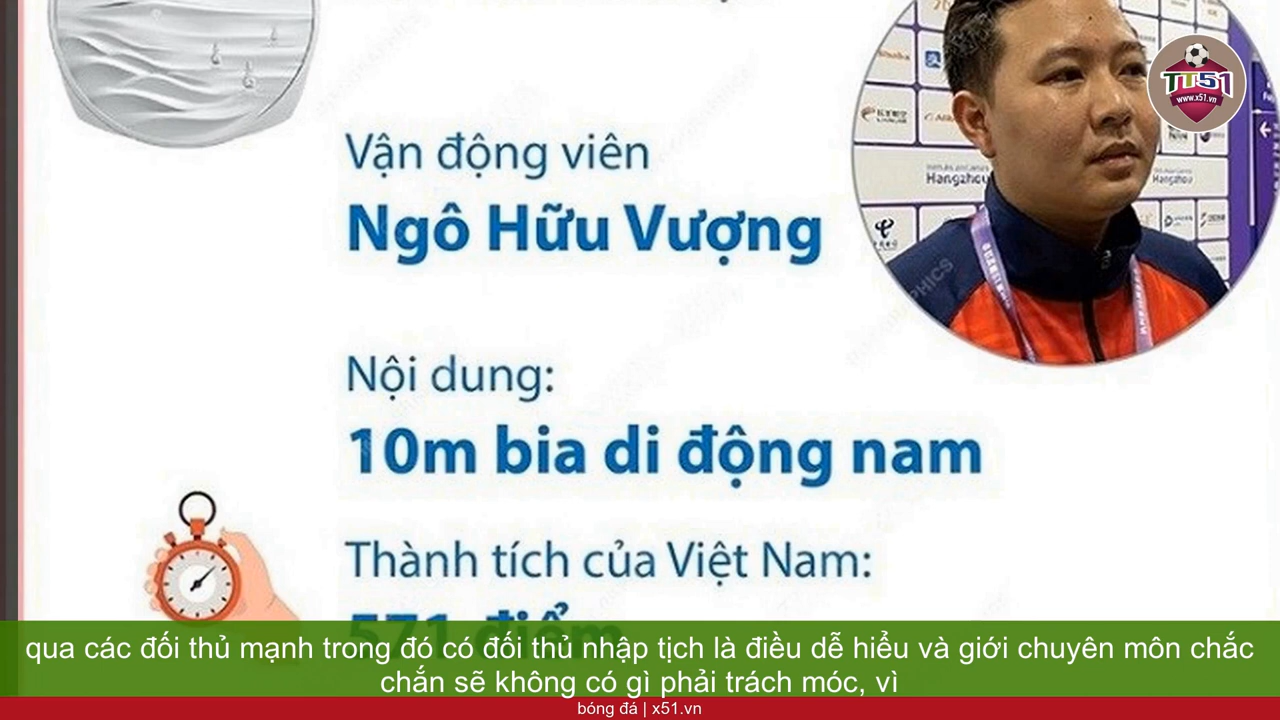 TT51
www.x51.vn
Vận động viên
Ngô Hữu Vượng
Hangzhou
Hangzhou
Nội dung:
10m bia di động nam
Thành tích của Việt Nam:
571 điểm
qua các đối thủ mạnh trong đó có đối thủ nhập tịch là điều dễ hiểu và giới chuyên môn chắc
chắn sẽ không có gì phải trách móc, vì
bóng đá | x51.vn